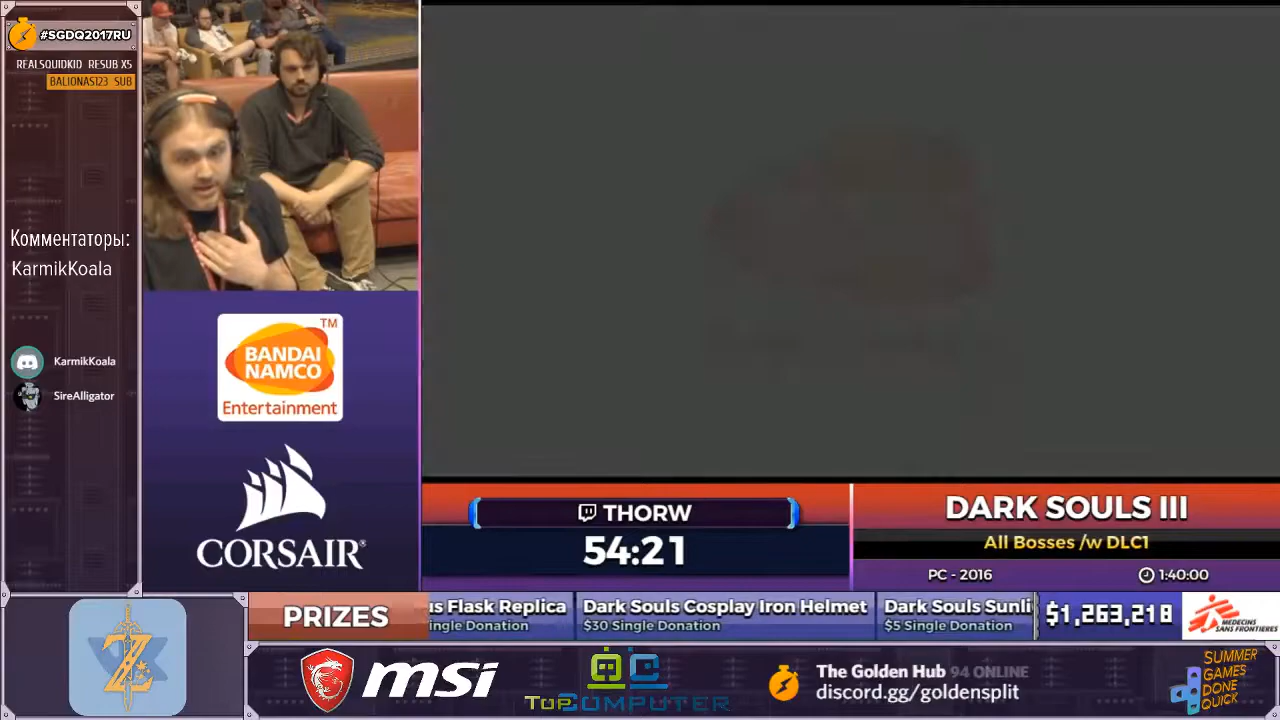 #SGDQ2017RU
REALSQUIDKID RESUB X5
BALIONAS123 SUB
Комментаторы:
KarmikKoala
KarmikKoala
SireAlligator
BANDAI
NAMCO
TM
Entertainment
CORSAIR®
THORW
54:21
DARK SOULS III
All Bosses /w DLC1
PC - 2016
1:40:00
PRIZES
us Flask Replica
ingle Donation
Dark Souls Cosplay Iron Helmet
$30 Single Donation
Dark Souls Sunli
$5 Single Donation
$1,263,218
MEDECINS
SANS FRONTIERES
Z
msi
TopComputer
The Golden Hub 94 ONLINE
discord.gg/goldensplit
SUMMER
GAMES
DONE
QUICK